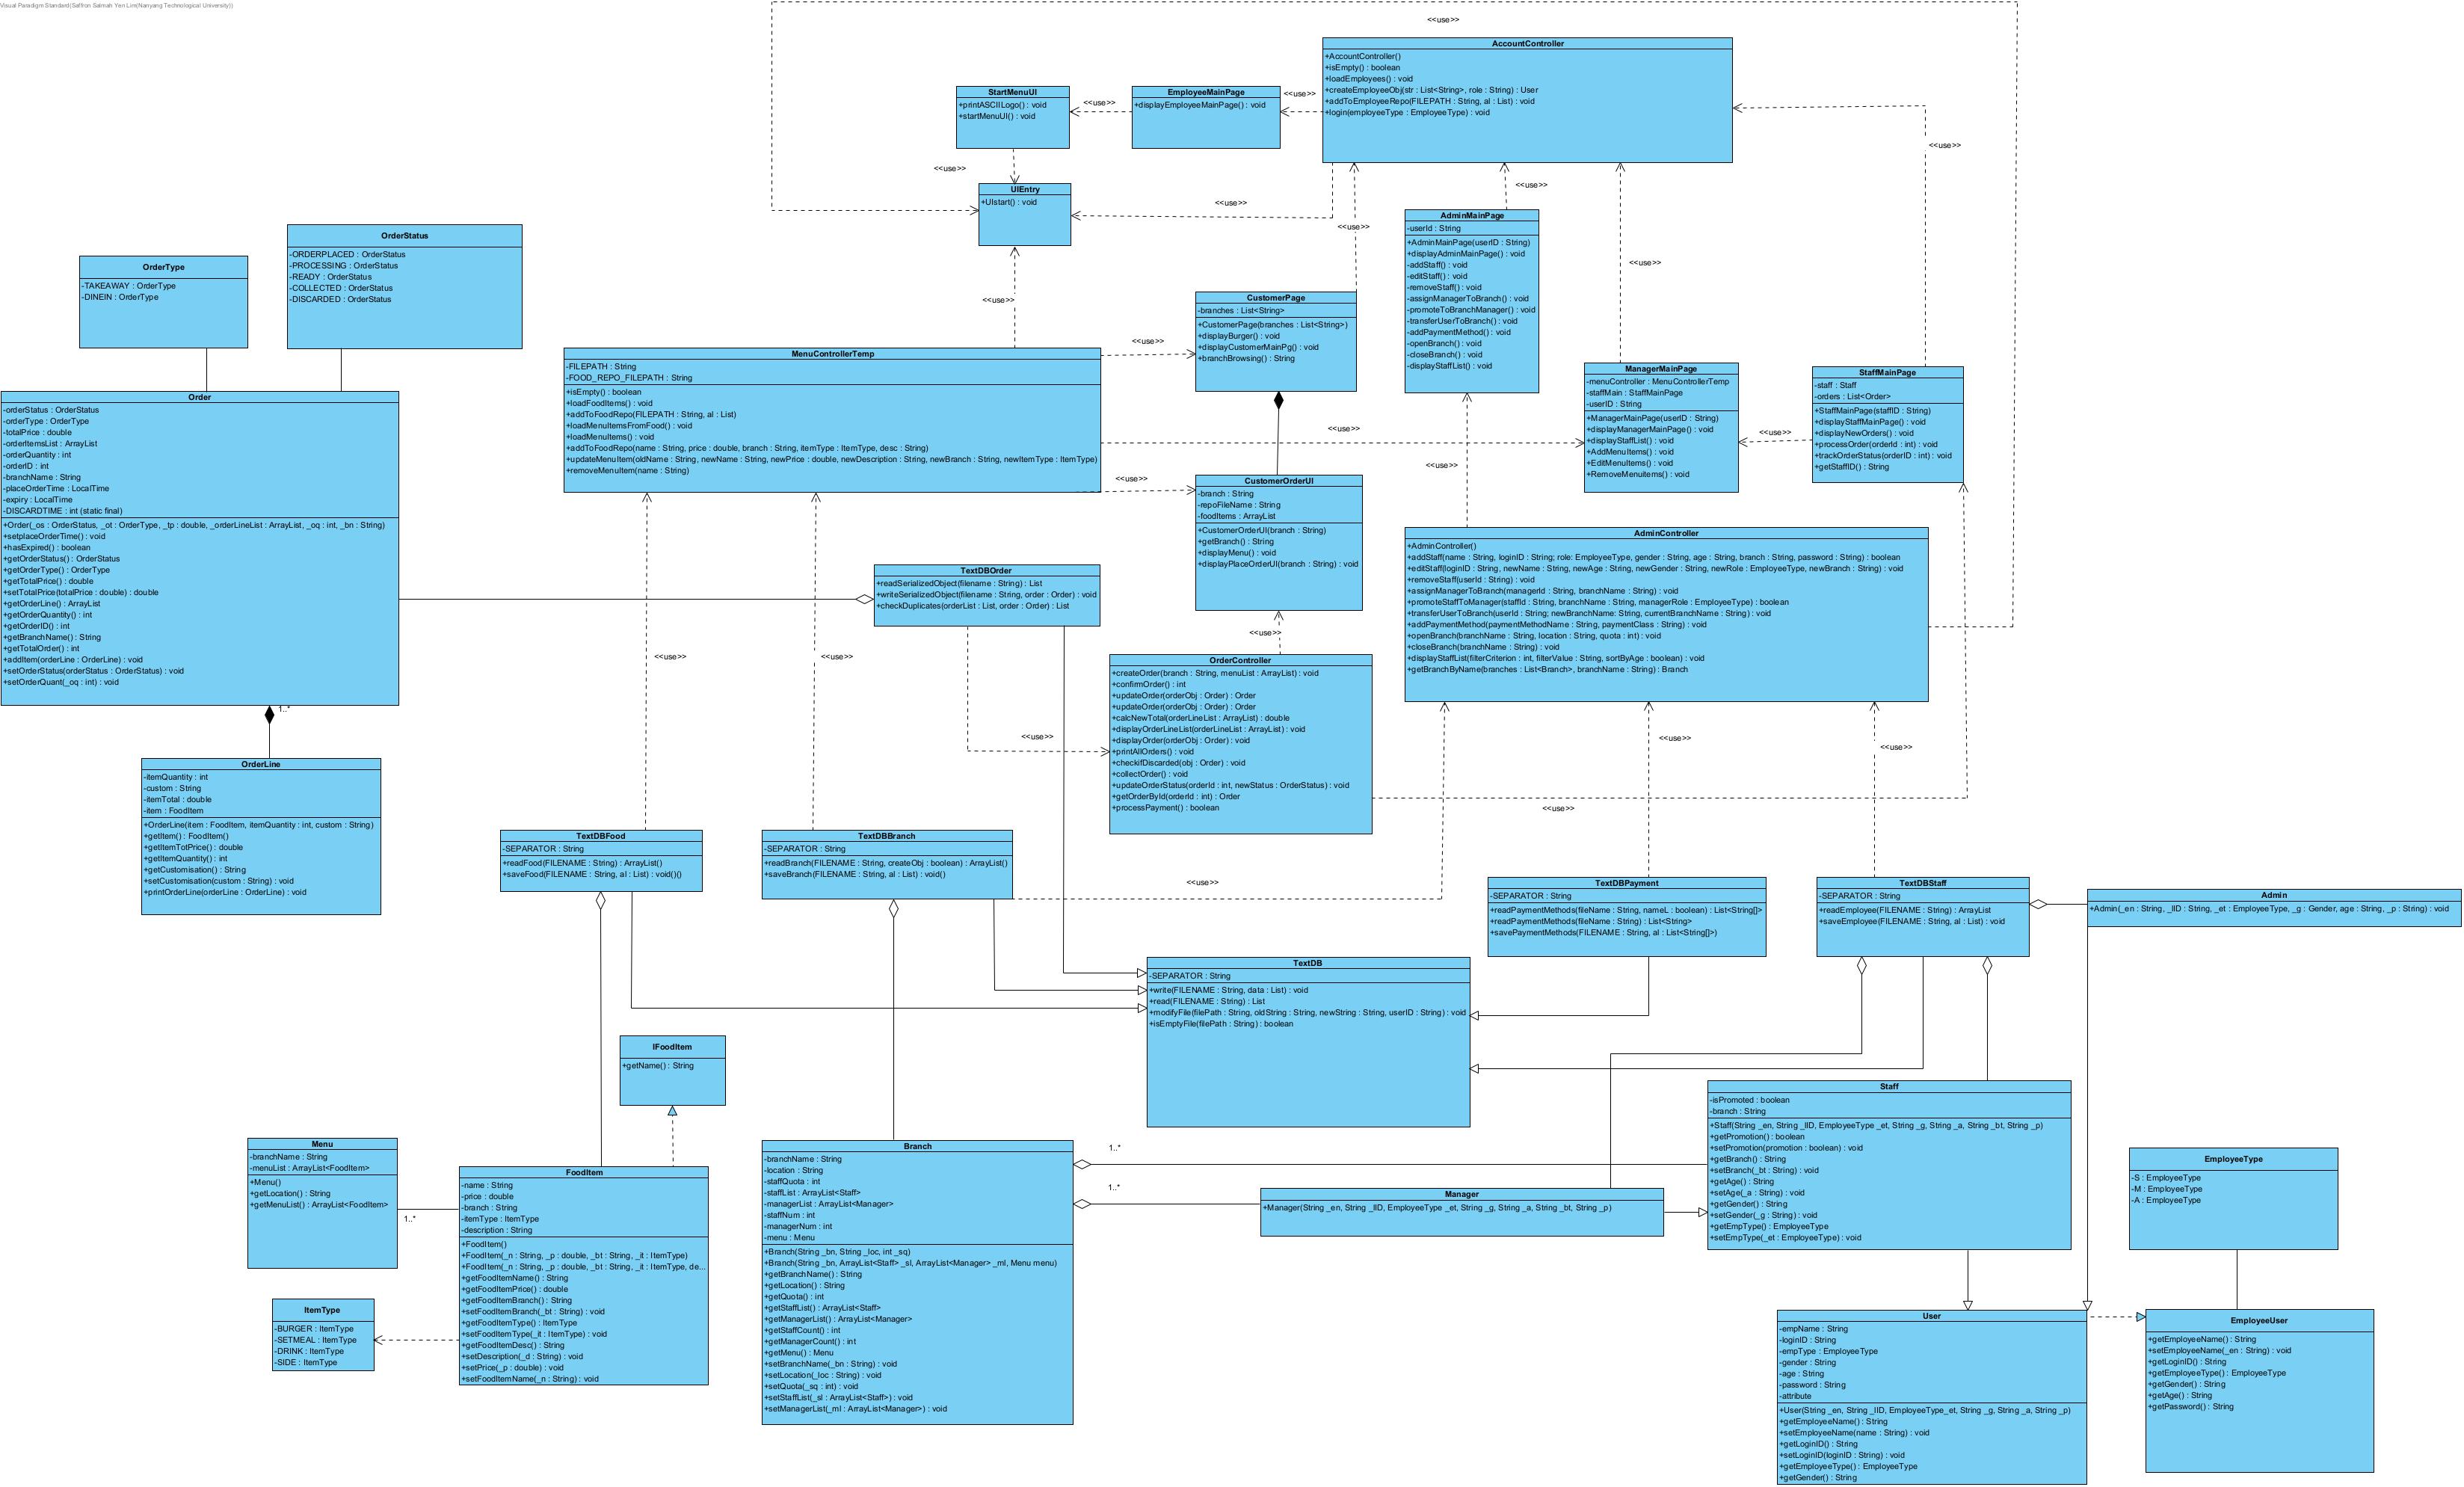 Visual Paradigm Standard(Saffron Saimah Yen Lim(Nanyang Technological University))
<<use>>
AccountController
+AccountController()
+isEmpty() : boolean
+loadEmployees() : void
+createEmployeeObj(str : List<String>, role : String) : User
+addToEmployeeRepo(FILEPATH : String, al : List) : void
+login(employeeType : EmployeeType) : void
StartMenuUI
+printASCIILogo() : void
+startMenuUI() : void
<<use>>
EmployeeMainPage
+displayEmployeeMainPage() : void
<<use>>
<<use>>
<<use>>
UIEntry
+UIstart() : void
<<use>>
<<use>>
<<use>>
<<use>>
<<use>>
AdminMainPage
-userId : String
+AdminMainPage(userID : String)
+displayAdminMainPage() : void
-addStaff() : void
-editStaff() : void
-removeStaff() : void
-assignManagerToBranch() : void
-promoteToBranchManager() : void
-transferUserToBranch() : void
-addPaymentMethod() : void
-openBranch() : void
-closeBranch() : void
-displayStaffList() : void
OrderType
-TAKEAWAY : OrderType
-DINEIN : OrderType
OrderStatus
-ORDERPLACED : OrderStatus
-PROCESSING : OrderStatus
-READY : OrderStatus
-COLLECTED : OrderStatus
-DISCARDED : OrderStatus
CustomerPage
-branches : List<String>
+CustomerPage(branches : List<String>)
+displayBurger() : void
+displayCustomerMainPg() : void
+branchBrowsing() : String
<<use>>
MenuControllerTemp
-FILEPATH : String
-FOOD_REPO_FILEPATH : String
+isEmpty() : boolean
+loadFoodItems() : void
+addToFoodRepo(FILEPATH : String, al : List)
+loadMenuItemsFromFood() : void
+loadMenuItems() : void
+addToFoodRepo(name : String, price : double, branch : String, itemType : ItemType, desc : String)
+updateMenuItem(oldName : String, newName : String, newPrice : double, newDescription : String, newBranch : String, newItemType : ItemType)
+removeMenuItem(name : String)
<<use>>
<<use>>
ManagerMainPage
-menuController : MenuControllerTemp
-staffMain : StaffMainPage
-userID : String
+ManagerMainPage(userID : String)
+displayManagerMainPage() : void
+displayStaffList() : void
+AddMenuItems() : void
+EditMenuItems() : void
+RemoveMenuitems() : void
<<use>>
StaffMainPage
-staff : Staff
-orders : List<Order>
+StaffMainPage(staffID : String)
+displayStaffMainPage() : void
+displayNewOrders() : void
+processOrder(orderId : int) : void
+trackOrderStatus(orderID : int) : void
+getStaffID() : String
Order
-orderStatus : OrderStatus
-orderType : OrderType
-totalPrice : double
-orderItemsList : ArrayList
-orderQuantity : int
-orderID : int
-branchName : String
-placeOrderTime : LocalTime
-expiry : LocalTime
-DISCARDTIME : int (static final)
+Order(_os : OrderStatus, _ot : OrderType, _tp : double, _orderLineList : ArrayList, _oq : int, _bn : String)
+setplaceOrderTime() : void
+hasExpired() : boolean
+getOrderStatus() : OrderStatus
+getOrderType() : OrderType
+getTotalPrice() : double
+setTotalPrice(totalPrice : double) : double
+getOrderLine() : ArrayList
+getOrderQuantity() : int
+getOrderID() : int
+getBranchName() : String
+getTotalOrder() : int
+addItem(orderLine : OrderLine) : void
+setOrderStatus(orderStatus : OrderStatus) : void
+setOrderQuant(_oq : int) : void
1..*
CustomerOrderUI
-branch : String
-repoFileName : String
-foodItems : ArrayList
+CustomerOrderUI(branch : String)
+getBranch() : String
+displayMenu() : void
+displayPlaceOrderUI(branch : String) : void
<<use>>
<<use>>
AdminController
+AdminController()
+addStaff(name : String, loginID : String; role: EmployeeType, gender : String, age : String, branch : String, password : String) : boolean
+editStaff(loginID : String, newName : String, newAge : String, newGender : String, newRole : EmployeeType, newBranch : String) : void
+removeStaff(userId : String) : void
+assignManagerToBranch(managerId : String, branchName : String) : void
+promoteStaffToManager(staffId : String, branchName : String, managerRole : EmployeeType) : boolean
+transferUserToBranch(userId : String; newBranchName: String, currentBranchName : String) : void
+addPaymentMethod(paymentMethodName : String, paymentClass : String) : void
+openBranch(branchName : String, location : String, quota : int) : void
+closeBranch(branchName : String) : void
+displayStaffList(filterCriterion : int, filterValue : String, sortByAge : boolean) : void
+getBranchByName(branches : List<Branch>, branchName : String) : Branch
TextDBOrder
+readSerializedObject(filename : String) : List
+writeSerializedObject(filename : String, order : Order) : void
+checkDuplicates(orderList : List, order : Order) : List
<<use>>
<<use>>
<<use>>
OrderController
+createOrder(branch : String, menuList : ArrayList) : void
+confirmOrder() : int
+updateOrder(orderObj : Order) : Order
+updateOrder(orderObj : Order) : Order
+calcNewTotal(orderLineList : ArrayList) : double
+displayOrderLineList(orderLineList : ArrayList) : void
+displayOrder(orderObj : Order) : void
+printAllOrders() : void
+checkifDiscarded(obj : Order) : void
+collectOrder() : void
+updateOrderStatus(orderId : int, newStatus : OrderStatus) : void
+getOrderById(orderId : int) : Order
+processPayment() : boolean
<<use>>
<<use>>
<<use>>
<<use>>
OrderLine
-itemQuantity : int
-custom : String
-itemTotal : double
-item : FoodItem
+OrderLine(item : FoodItem, itemQuantity : int, custom : String)
+getItem() : FoodItem()
+getItemTotPrice() : double
+getItemQuantity() : int
+getCustomisation() : String
+setCustomisation(custom : String) : void
+printOrderLine(orderLine : OrderLine) : void
TextDBFood
-SEPARATOR : String
+readFood(FILENAME : String) : ArrayList()
+saveFood(FILENAME : String, al : List) : void()()
TextDBBranch
-SEPARATOR : String
+readBranch(FILENAME : String, createObj : boolean) : ArrayList()
+saveBranch(FILENAME : String, al : List) : void()
<<use>>
TextDBPayment
-SEPARATOR : String
+readPaymentMethods(fileName : String, nameL : boolean) : List<String[]>
+readPaymentMethods(fileName : String) : List<String>
+savePaymentMethods(FILENAME : String, al : List<String[]>)
TextDBStaff
-SEPARATOR : String
+readEmployee(FILENAME : String) : ArrayList
+saveEmployee(FILENAME : String, al : List) : void
Admin
+Admin(_en : String, _lID : String, _et : EmployeeType, _g : Gender, age : String, _p : String) : void
TextDB
-SEPARATOR : String
+write(FILENAME : String, data : List) : void
+read(FILENAME : String) : List
+modifyFile(filePath : String, oldString : String, newString : String, userID : String) : void
+isEmptyFile(filePath : String) : boolean
IFoodItem
+getName() : String
Menu
-branchName : String
-menuList : ArrayList<FoodItem>
+Menu()
+getLocation() : String
+getMenuList() : ArrayList<FoodItem>
1..*
FoodItem
-name : String
-price : double
-branch : String
-itemType : ItemType
-description : String
+FoodItem()
+FoodItem(_n : String, _p : double, _bt : String, _it : ItemType)
+FoodItem(_n : String, _p : double, _bt : String, _it : ItemType, de...
+getFoodItemName() : String
+getFoodItemPrice() : double
+getFoodItemBranch() : String
+setFoodItemBranch(_bt : String) : void
+getFoodItemType() : ItemType
+setFoodItemType(_it : ItemType) : void
+getFoodItemDesc() : String
+setDescription(_d : String) : void
+setPrice(_p : double) : void
+setFoodItemName(_n : String) : void
ItemType
-BURGER : ItemType
-SETMEAL : ItemType
-DRINK : ItemType
-SIDE : ItemType
Branch
-branchName : String
-location : String
-staffQuota : int
-staffList : ArrayList<Staff>
-managerList : ArrayList<Manager>
-staffNum : int
-managerNum : int
-menu : Menu
+Branch(String _bn, String _loc, int _sq)
+Branch(String _bn, ArrayList<Staff> _sl, ArrayList<Manager> _ml, Menu menu)
+getBranchName() : String
+getLocation() : String
+getQuota() : int
+getStaffList() : ArrayList<Staff>
+getManagerList() : ArrayList<Manager>
+getStaffCount() : int
+getManagerCount() : int
+getMenu() : Menu
+setBranchName(_bn : String) : void
+setLocation(_loc : String) : void
+setQuota(_sq : int) : void
+setStaffList(_sl : ArrayList<Staff>) : void
+setManagerList(_ml : ArrayList<Manager>) : void
1..*
1..*
Manager
+Manager(String _en, String _lID, EmployeeType _et, String _g, String _a, String _bt, String _p)
Staff
-isPromoted : boolean
-branch : String
+Staff(String _en, String _lID, EmployeeType _et, String _g, String _a, String _bt, String _p)
+getPromotion() : boolean
+setPromotion(promotion : boolean) : void
+getBranch() : String
+setBranch(_bt : String) : void
+getAge() : String
+setAge(_a : String) : void
+getGender() : String
+setGender(_g : String) : void
+getEmpType() : EmployeeType
+setEmpType(_et : EmployeeType) : void
EmployeeType
-S : EmployeeType
-M : EmployeeType
-A : EmployeeType
User
-empName : String
-loginID : String
-empType : EmployeeType
-gender : String
-age : String
-password : String
-attribute
+User(String _en, String _lID, EmployeeType_et, String _g, String _a, String _p)
+getEmployeeName() : String
+setEmployeeName(name : String) : void
+getLoginID() : String
+setLoginID(loginID : String) : void
+getEmployeeType() : EmployeeType
+getGender() : String
EmployeeUser
+getEmployeeName() : String
+setEmployeeName(_en : String) : void
+getLoginID() : String
+getEmployeeType() : EmployeeType
+getGender() : String
+getAge() : String
+getPassword() : String